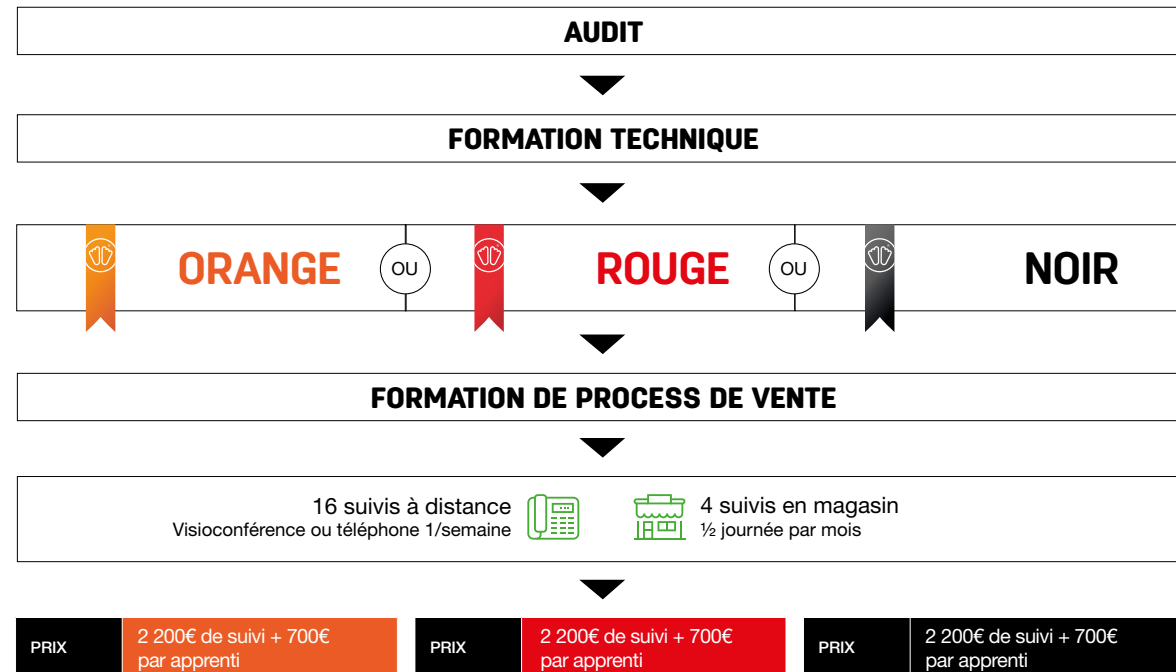 AUDIT
FORMATION TECHNIQUE
ORANGE
OU
ROUGE
OU
NOIR
FORMATION DE PROCESS DE VENTE
16 suivis à distance
Visioconférence ou téléphone 1/semaine
4 suivis en magasin
½ journée par mois
PRIX
2 200€ de suivi + 700€
par apprenti
PRIX
2 200€ de suivi + 700€
par apprenti
PRIX
2 200€ de suivi + 700€
par apprenti